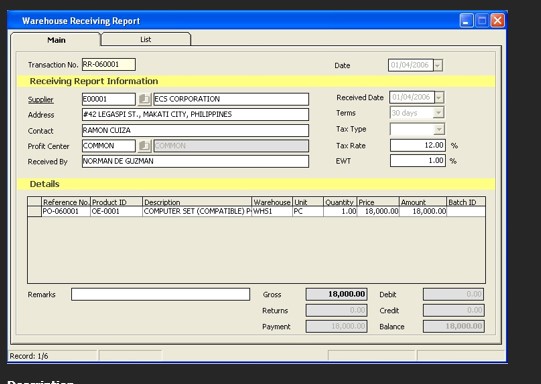 Warehouse Receiving Report
Main List
Transaction No. RR-060001 Date 01/04/2006
Receiving Report Information
Supplier E00001 ECS CORPORATION Received Date 01/04/2006
Address #42 LEGASPI ST., MAKATI CITY, PHILIPPINES Terms 30 days
Contact RAMON CUIZA Tax Type
Profit Center COMMON COMMON Tax Rate 12.00 %
Received By NORMAN DE GUZMAN EWT 1.00 %
Details
Reference No. Product ID Description Warehouse Unit Quantity Price Amount Batch ID
PO-060001 OE-0001 COMPUTER SET (COMPATIBLE) P WHS1 PC 1.00 18,000.00 18,000.00
Remarks Gross 18,000.00 Debit 0.00
Returns 0.00 Credit 0.00
Payment 18,000.00 Balance 18,000.00
Record: 1/6
Description